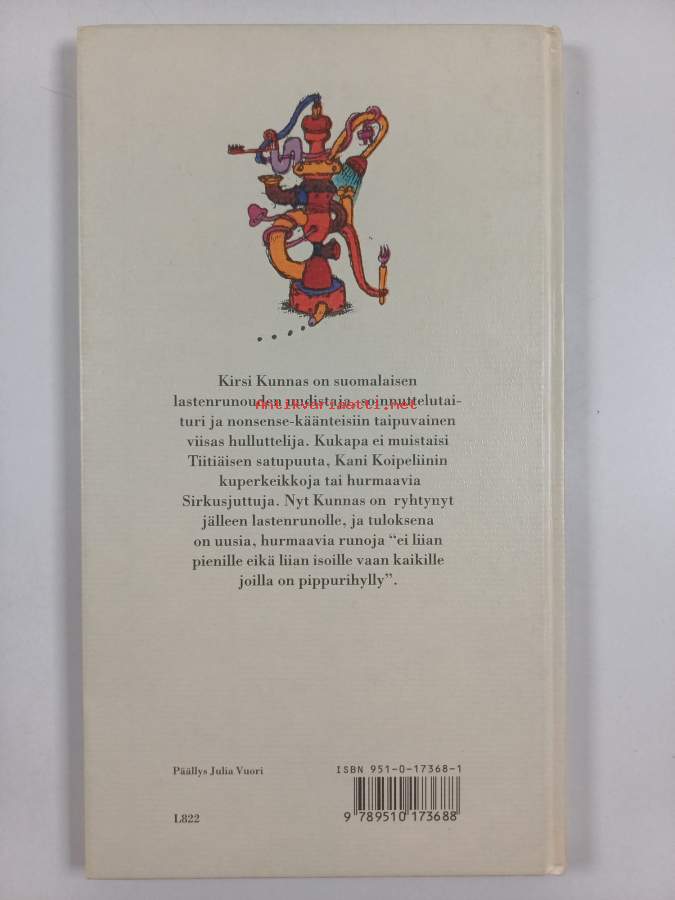 Kirsi Kunnas on suomalaisen
lastenrunouden uudistaja, soinnuttelutai-
antikvariaatti.net
turi ja nonsense-käänteisiin taipuvainen
viisas hulluttelija. Kukapa ei muistaisi
Tiitiäisen satupuuta, Kani Koipeliinin
kuperkeikkoja tai hurmaavia
Sirkusjuttuja. Nyt Kunnas on ryhtynyt
jälleen lastenrunolle, ja tuloksena
on uusia, hurmaavia runoja “ei liian
pienille eikä liian isoille vaan kaikille
joilla on pippurihylly”.
Päällys Julia Vuori
L822
ISBN 951-0-17368-1
9 789510 173688